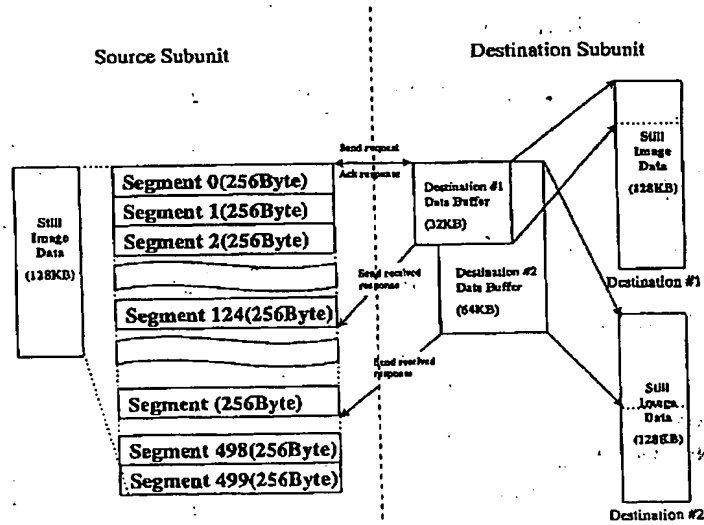 Source Subunit
Destination Subunit
Still
Image
Data
(128KB)
Segment 0(256Byte)
Segment 1(256Byte)
Segment 2(256Byte)
Segment 124(256Byte)
Segment (256Byte)
Segment 498(256Byte)
Segment 499(256Byte)
Send request
Ack response
Send received
response
Send received
response
Destination #1
Data Buffer
(32KB)
Destination #2
Data Buffer
(64KB)
Still
Image
Data
(128KB)
Destination #1
Still
Image
Data
(128KB)
Destination #2